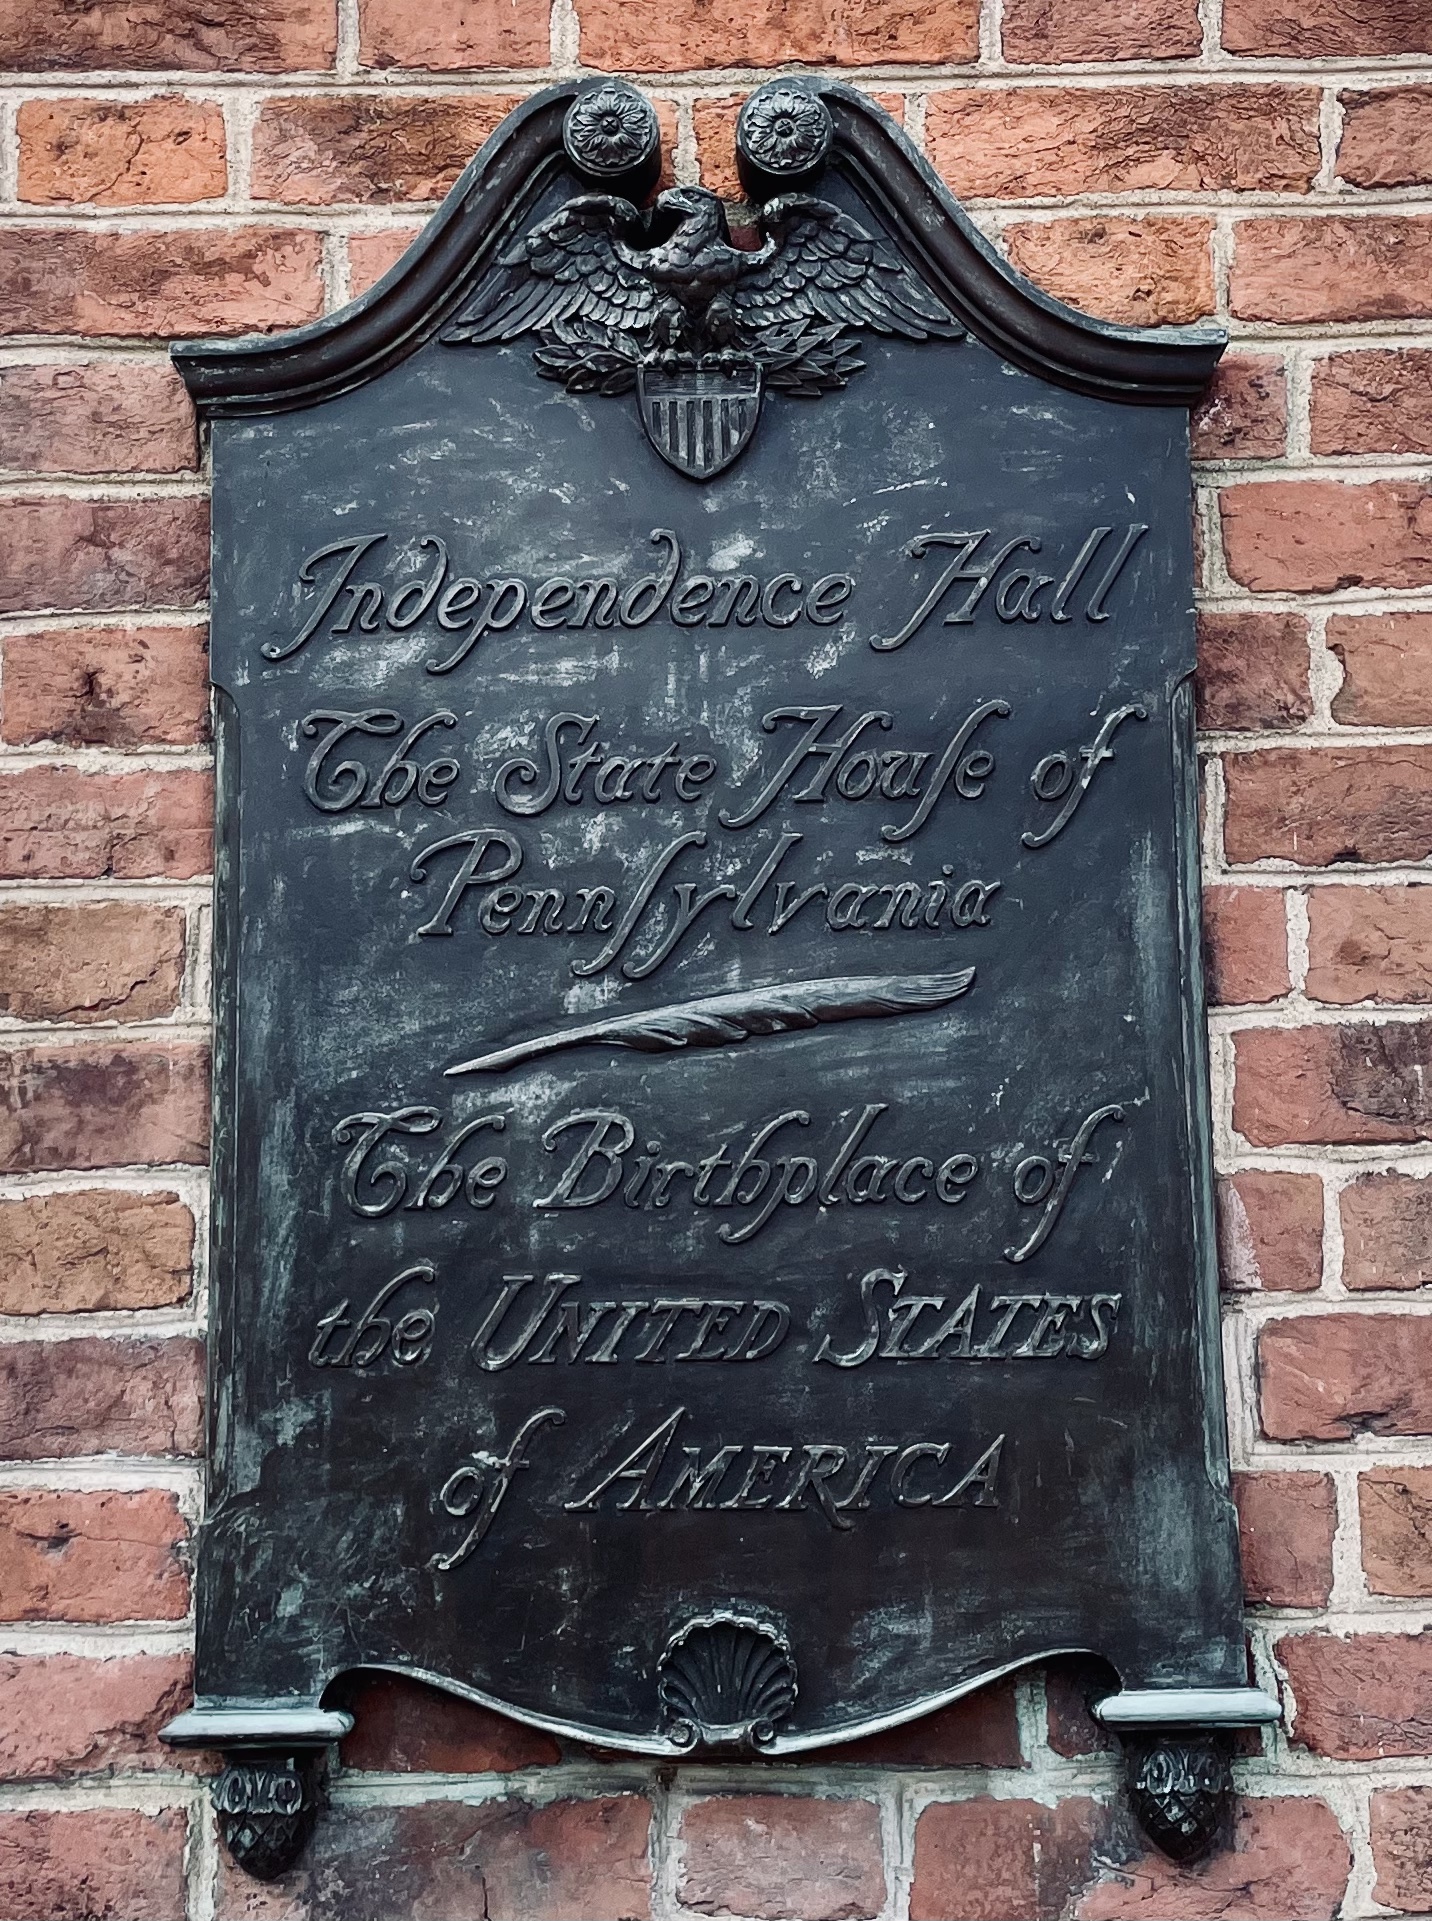 Independence Hall
The State Houſe of
Pennſylvania
The Birthplace of
the UNITED STATES
of AMERICA